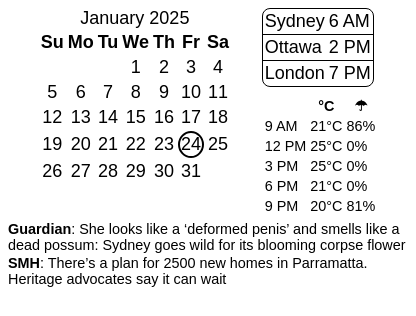 January 2025
Su Mo Tu We Th Fr Sa
1 2 3 4
5 6 7 8 9 10 11
12 13 14 15 16 17 18
19 20 21 22 23 24 25
26 27 28 29 30 31
Sydney 6 AM
Ottawa 2 PM
London 7 PM
°C ☂
9 AM 21°C 86%
12 PM 25°C 0%
3 PM 25°C 0%
6 PM 21°C 0%
9 PM 20°C 81%
Guardian: She looks like a ‘deformed penis’ and smells like a
dead possum: Sydney goes wild for its blooming corpse flower
SMH: There’s a plan for 2500 new homes in Parramatta.
Heritage advocates say it can wait